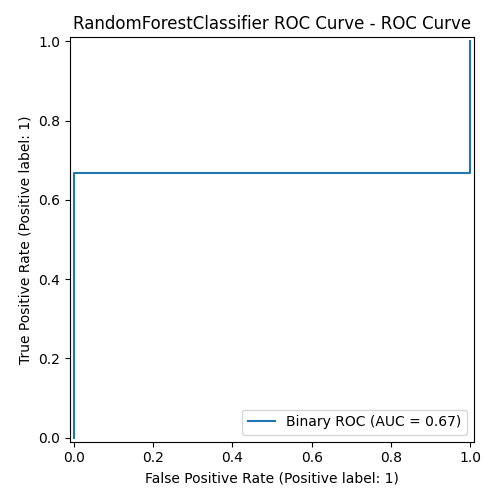 RandomForestClassifier ROC Curve - ROC Curve
1.0
0.8
0.6
0.4
0.2
0.0
True Positive Rate (Positive label: 1)
Binary ROC (AUC = 0.67)
0.0 0.2 0.4 0.6 0.8 1.0
False Positive Rate (Positive label: 1)